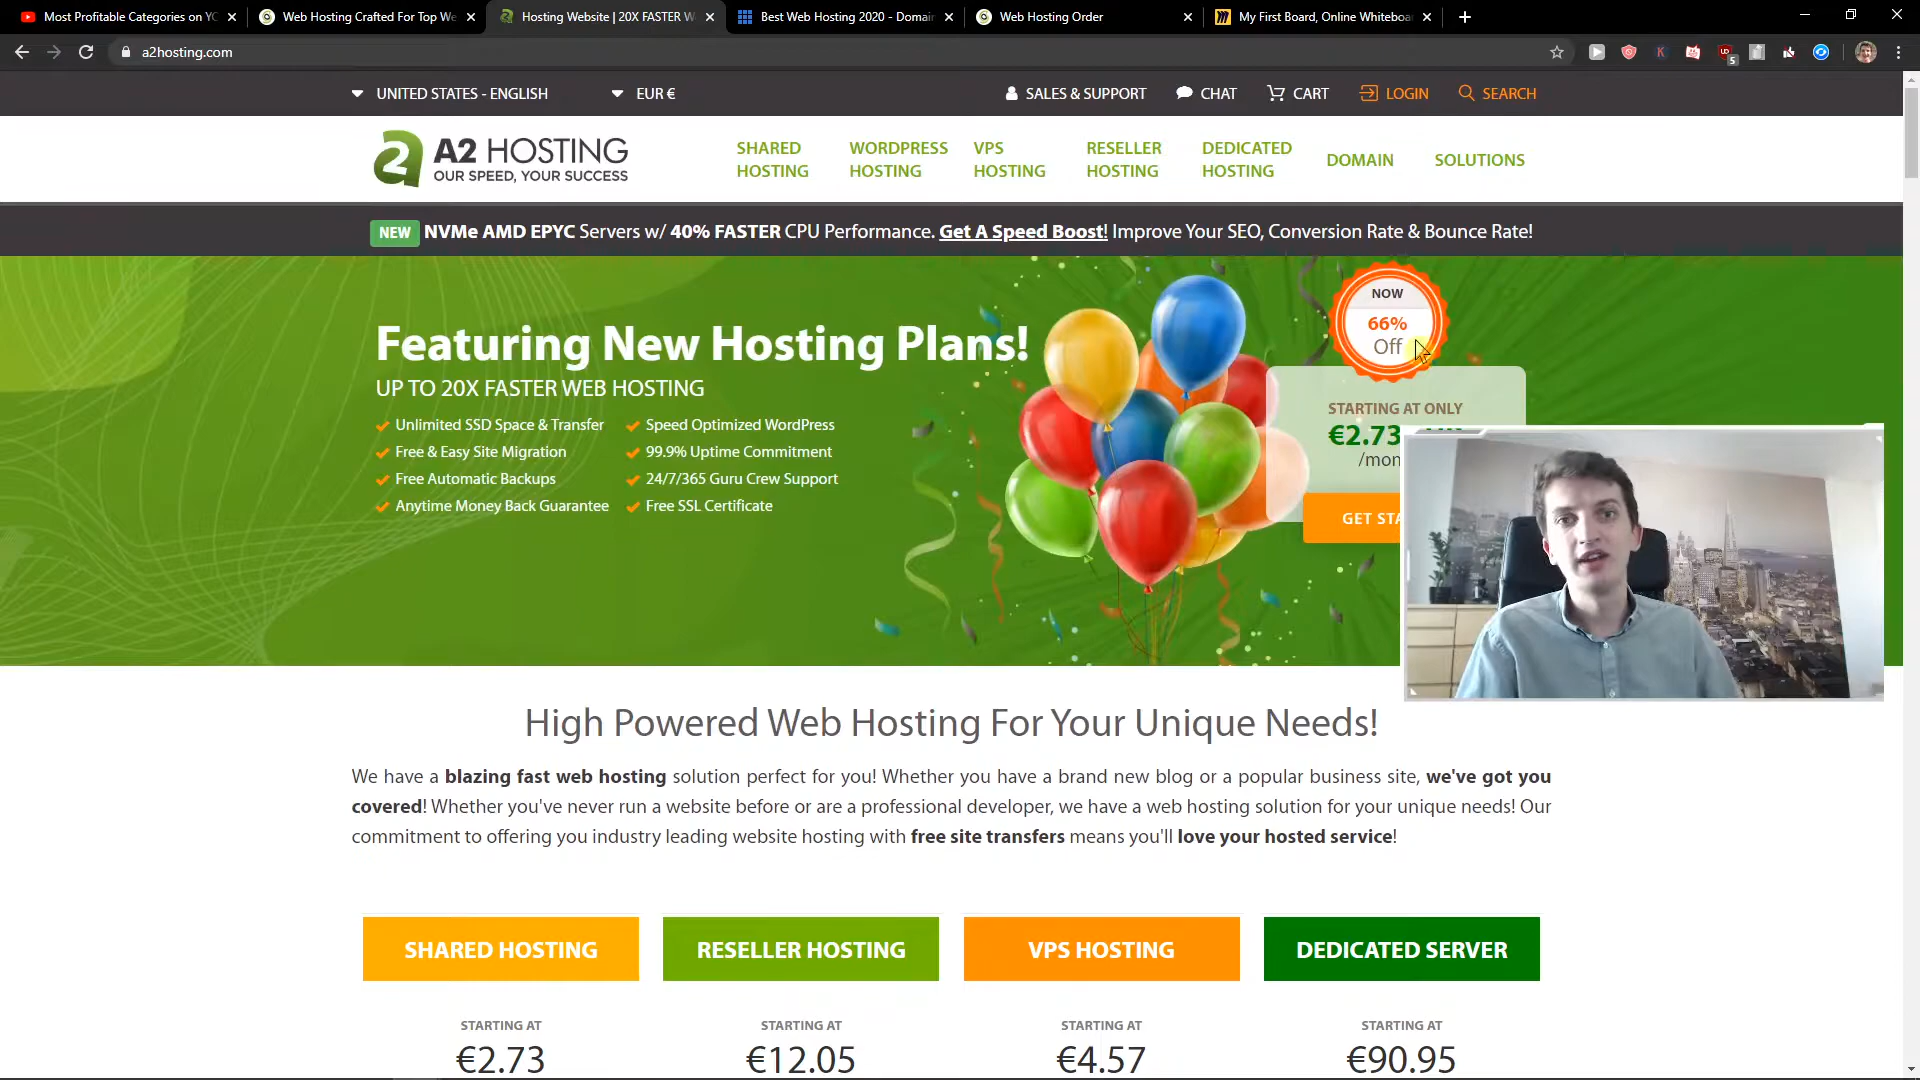 Most Profitable Categories on YO
Web Hosting Crafted For Top We
Hosting Website | 20X FASTER W
Best Web Hosting 2020 - Domain
Web Hosting Order
My First Board, Online Whiteboa
a2hosting.com
5
UNITED STATES - ENGLISH
EUR €
SALES & SUPPORT
CHAT
CART
LOGIN
SEARCH
A2 HOSTING
OUR SPEED, YOUR SUCCESS
SHARED HOSTING
WORDPRESS HOSTING
VPS HOSTING
RESELLER HOSTING
DEDICATED HOSTING
DOMAIN
SOLUTIONS
NEW NVMe AMD EPYC Servers w/ 40% FASTER CPU Performance. Get A Speed Boost! Improve Your SEO, Conversion Rate & Bounce Rate!
NOW
66%
Off
Featuring New Hosting Plans!
UP TO 20X FASTER WEB HOSTING
Unlimited SSD Space & Transfer
Speed Optimized WordPress
Free & Easy Site Migration
99.9% Uptime Commitment
Free Automatic Backups
24/7/365 Guru Crew Support
Anytime Money Back Guarantee
Free SSL Certificate
STARTING AT ONLY
€2.73
/mon
GET STA
High Powered Web Hosting For Your Unique Needs!
We have a blazing fast web hosting solution perfect for you! Whether you have a brand new blog or a popular business site, we've got you
covered! Whether you've never run a website before or are a professional developer, we have a web hosting solution for your unique needs! Our
commitment to offering you industry leading website hosting with free site transfers means you'll love your hosted service!
SHARED HOSTING
RESELLER HOSTING
VPS HOSTING
DEDICATED SERVER
STARTING AT
STARTING AT
STARTING AT
STARTING AT
€2.73
€12.05
€4.57
€90.95